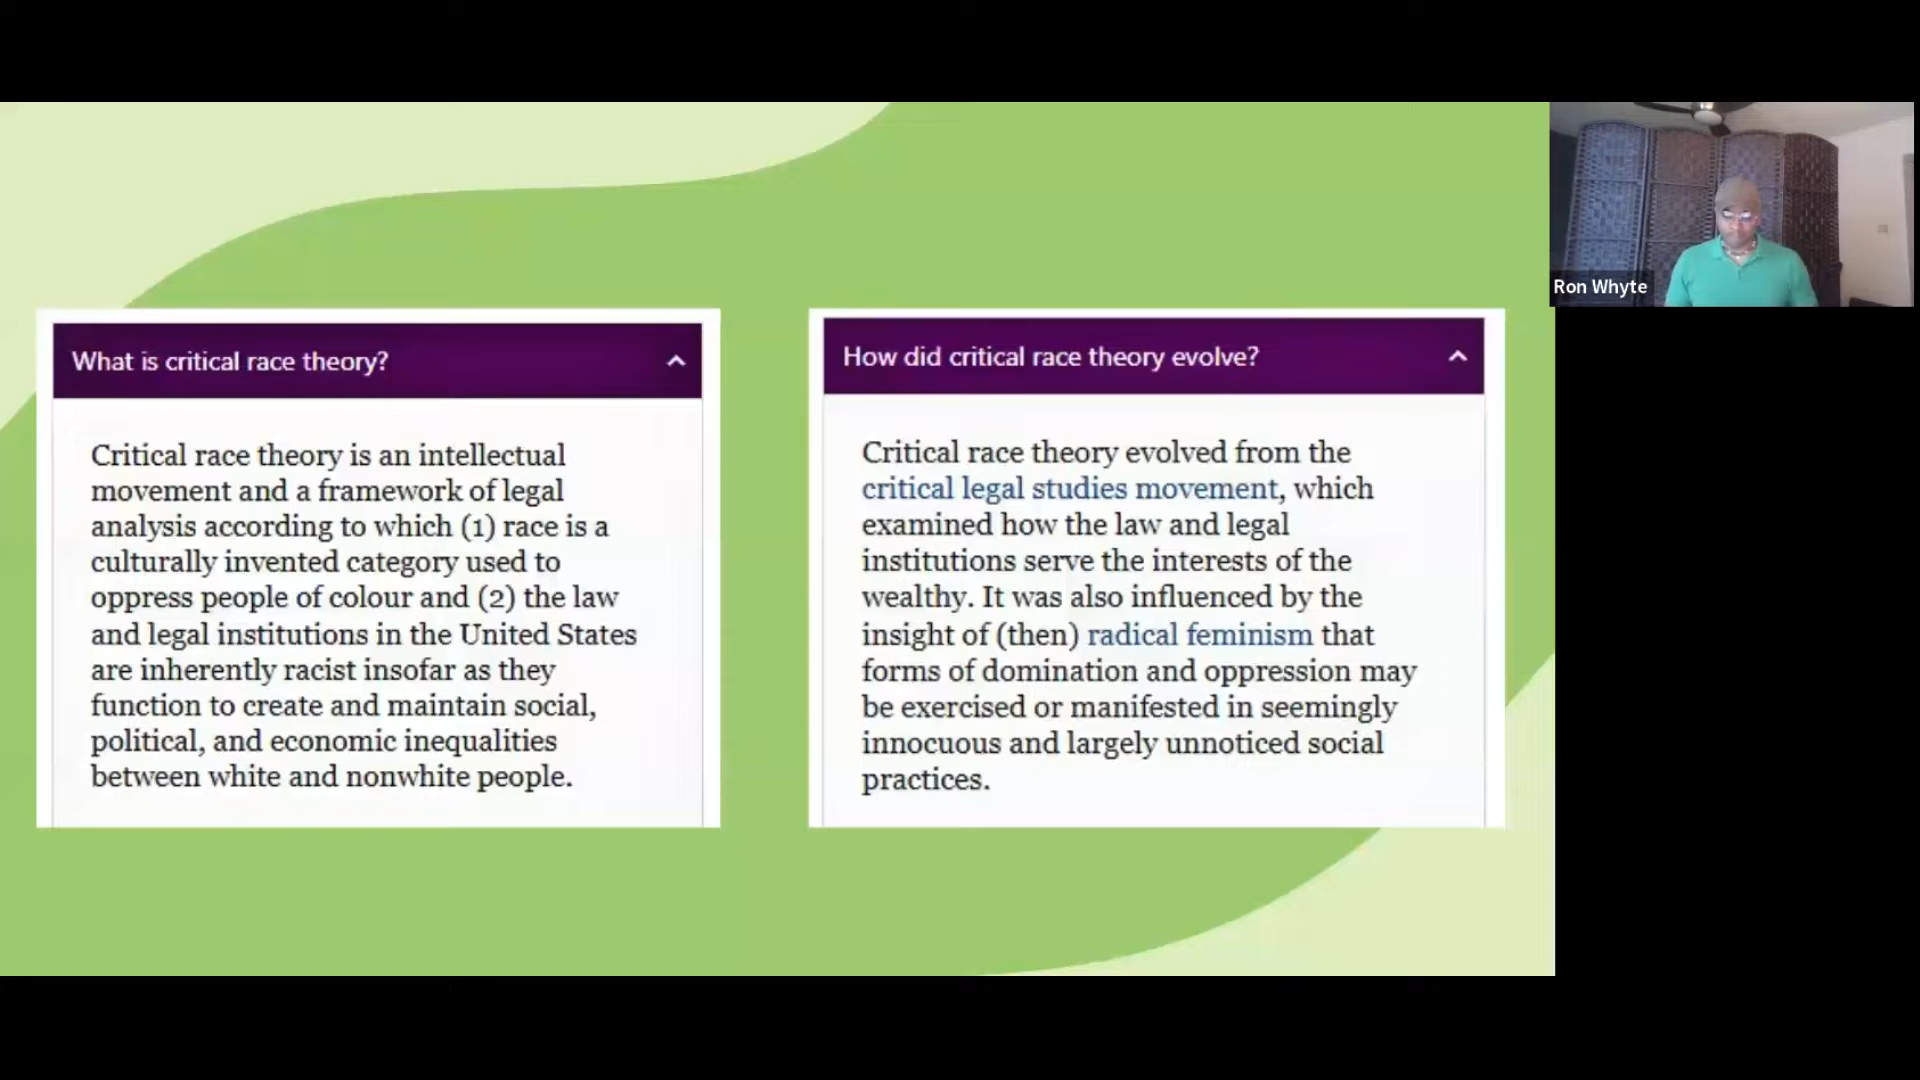 What is critical race theory?
Critical race theory is an intellectual
movement and a framework of legal
analysis according to which (1) race is a
culturally invented category used to
oppress people of colour and (2) the law
and legal institutions in the United States
are inherently racist insofar as they
function to create and maintain social,
political, and economic inequalities
between white and nonwhite people.
How did critical race theory evolve?
Critical race theory evolved from the
critical legal studies movement, which
examined how the law and legal
institutions serve the interests of the
wealthy. It was also influenced by the
insight of (then) radical feminism that
forms of domination and oppression may
be exercised or manifested in seemingly
innocuous and largely unnoticed social
practices.
Ron Whyte